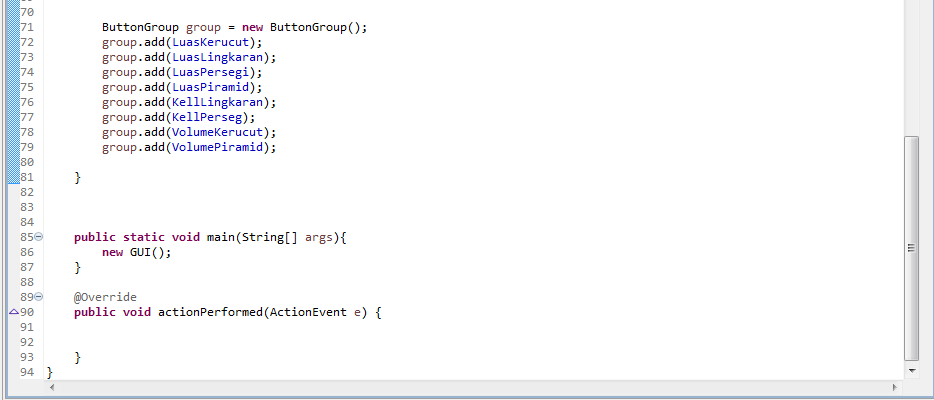 70
71 ButtonGroup group = new ButtonGroup();
72 group.add(LuasKerucut);
73 group.add(LuasLingkaran);
74 group.add(LuasPersegi);
75 group.add(LuasPiramid);
76 group.add(KellLingkaran);
77 group.add(KellPerseg);
78 group.add(VolumeKerucut);
79 group.add(VolumePiramid);
80
81 }
82
83
84
85 public static void main(String[] args){
86 new GUI();
87 }
88
89 @Override
90 public void actionPerformed(ActionEvent e) {
91
92
93 }
94 }